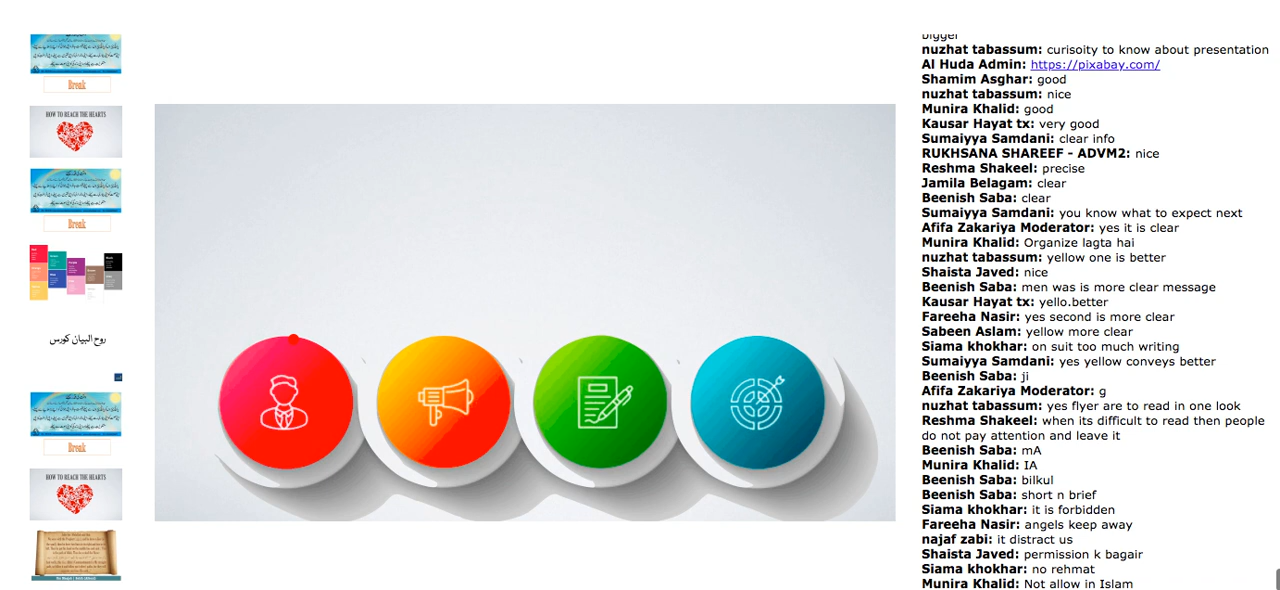 Break
HOW TO REACH THE HEARTS
Break
روح البيان كورس
Break
HOW TO REACH THE HEARTS
bigger
nuzhat tabassum: curisoity to know about presentation
Al Huda Admin: https://pixabay.com/
Shamim Asghar: good
nuzhat tabassum: nice
Munira Khalid: good
Kausar Hayat tx: very good
Sumaiyya Samdani: clear info
RUKHSANA SHAREEF - ADVM2: nice
Reshma Shakeel: precise
Jamila Belagam: clear
Beenish Saba: clear
Sumaiyya Samdani: you know what to expect next
Afifa Zakariya Moderator: yes it is clear
Munira Khalid: Organize lagta hai
nuzhat tabassum: yellow one is better
Shaista Javed: nice
Beenish Saba: men was is more clear message
Kausar Hayat tx: yello.better
Fareeha Nasir: yes second is more clear
Sabeen Aslam: yellow more clear
Siama khokhar: on suit too much writing
Sumaiyya Samdani: yes yellow conveys better
Beenish Saba: ji
Afifa Zakariya Moderator: g
nuzhat tabassum: yes flyer are to read in one look
Reshma Shakeel: when its difficult to read then people
do not pay attention and leave it
Beenish Saba: mA
Munira Khalid: IA
Beenish Saba: bilkul
Beenish Saba: short n brief
Siama khokhar: it is forbidden
Fareeha Nasir: angels keep away
najaf zabi: it distract us
Shaista Javed: permission k bagair
Siama khokhar: no rehmat
Munira Khalid: Not allow in Islam